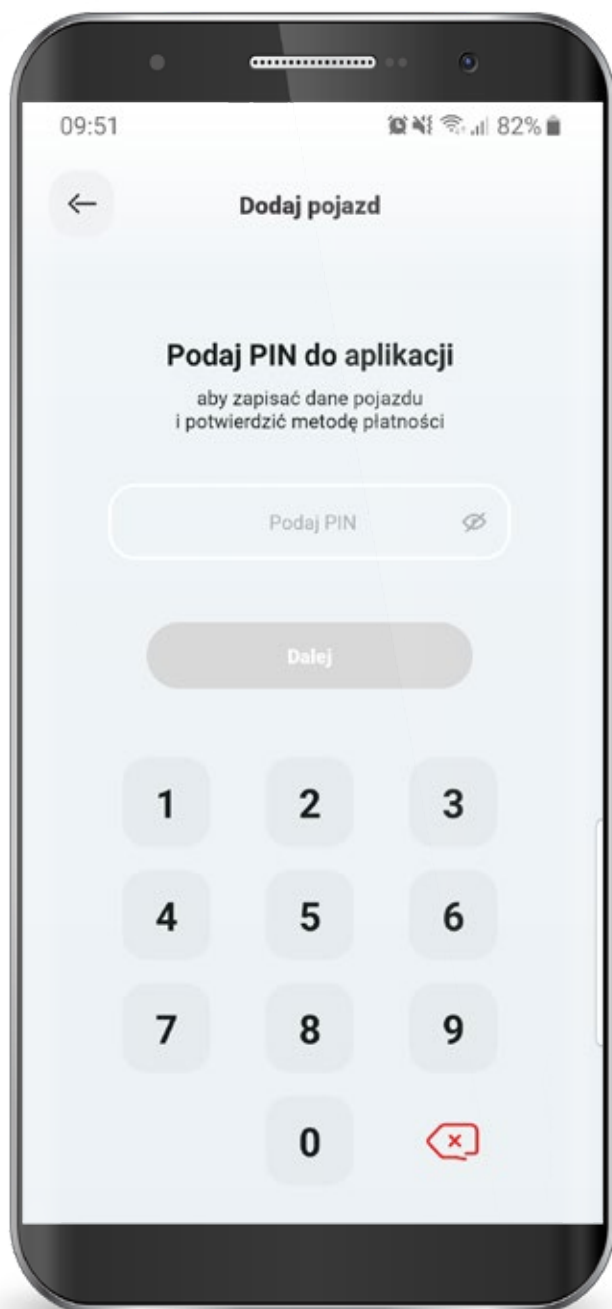 09:51 82%
Dodaj pojazd
Podaj PIN do aplikacji
aby zapisać dane pojazdu
i potwierdzić metodę płatności
Podaj PIN
Dalej
1 2 3
4 5 6
7 8 9
0